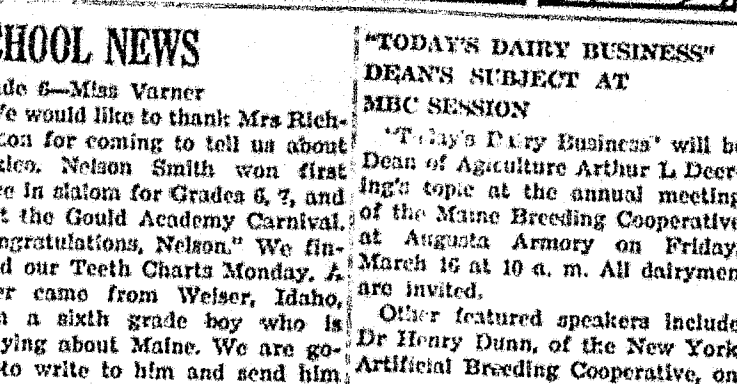 CHOOL NEWS
de 6—Miss Varner
e would like to thank Mrs Rich-
on for coming to tell us about
xico. Nelson Smith won first
e in slalom for Grades 6, 7, and
t the Gould Academy Carnival.
ngratulations, Nelson." We fin-
d our Teeth Charts Monday. A
er came from Weiser, Idaho,
a sixth grade boy who is
ying about Maine. We are go-
to write to him and send him
"TODAY'S DAIRY BUSINESS"
DEAN'S SUBJECT AT
MBC SESSION
"Today's Dairy Business" will be
Dean of Agiculture Arthur L Deer-
ing's topic at the annual meeting
of the Maine Breeding Cooperative
at Augusta Armory on Friday,
March 16 at 10 a. m. All dairymen
are invited.
Other featured speakers include
Dr Henry Dunn, of the New York
Artificial Breeding Cooperative, on